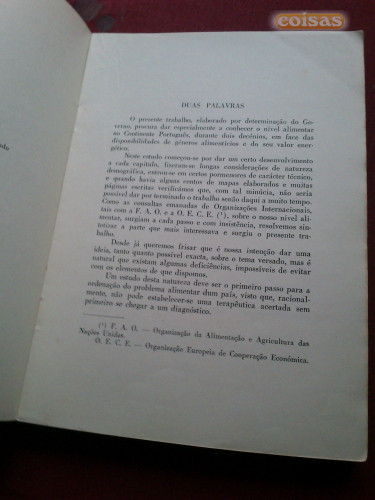 coisas
DUAS PALAVRAS
O presente trabalho, elaborado por determinação do Go-
verno, procura dar especialmente a conhecer o nível alimentar
no Continente Português, durante dois decénios, em face das
disponibilidades de géneros alimentícios e do seu valor ener-
gético.
Neste estudo começou-se por dar um certo desenvolvimento
a cada capítulo, fizeram-se longas considerações de natureza
demográfica, entrou-se em certos pormenores de carácter técnico,
e quando havia alguns centos de mapas elaborados e muitas
páginas escritas verificámos que, com tal minúcia, não seria
possível dar por terminado o trabalho senão daqui a muito tempo.
Como as consultas emanadas de Organizações Internacionais,
tais com a F. A. O. e a O. E. C. E. (¹), sobre o nosso nível ali-
mentar, surgiam a cada passo e com insistência, resolvemos sin-
tetizar a parte que mais interessava e surgiu o presente tra-
balho.
Desde já queremos frisar que é nossa intenção dar uma
ideia, tanto quanto possível exacta, sobre o tema versado, mas é
natural que existam algumas deficiências, impossíveis de evitar
com os elementos de que dispomos.
Um estudo desta natureza deve ser o primeiro passo para a
ordenação do problema alimentar dum país, visto que, racional-
mente, não pode estabelecer-se uma terapêutica acertada sem
primeiro se chegar a um diagnóstico.
(¹) F. A. O. — Organização da Alimentação e Agricultura das
Nações Unidas.
O. E. C. E. — Organização Europeia de Cooperação Económica.